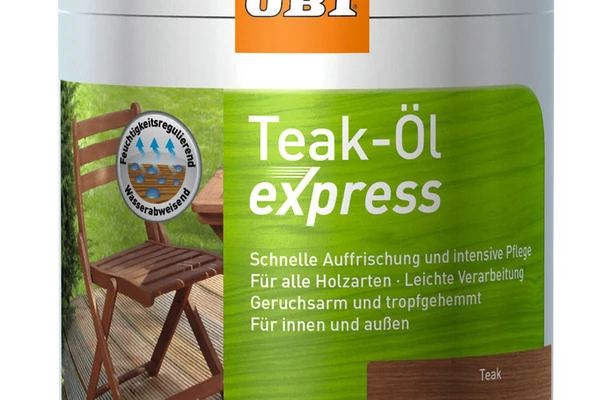 OBI
Feuchtigkeitsregulierend
Wasserabweisend
Teak-Öl
express
Schnelle Auffrischung und intensive Pflege
Für alle Holzarten · Leichte Verarbeitung
Geruchsarm und tropfgehemmt
Für innen und außen
Teak